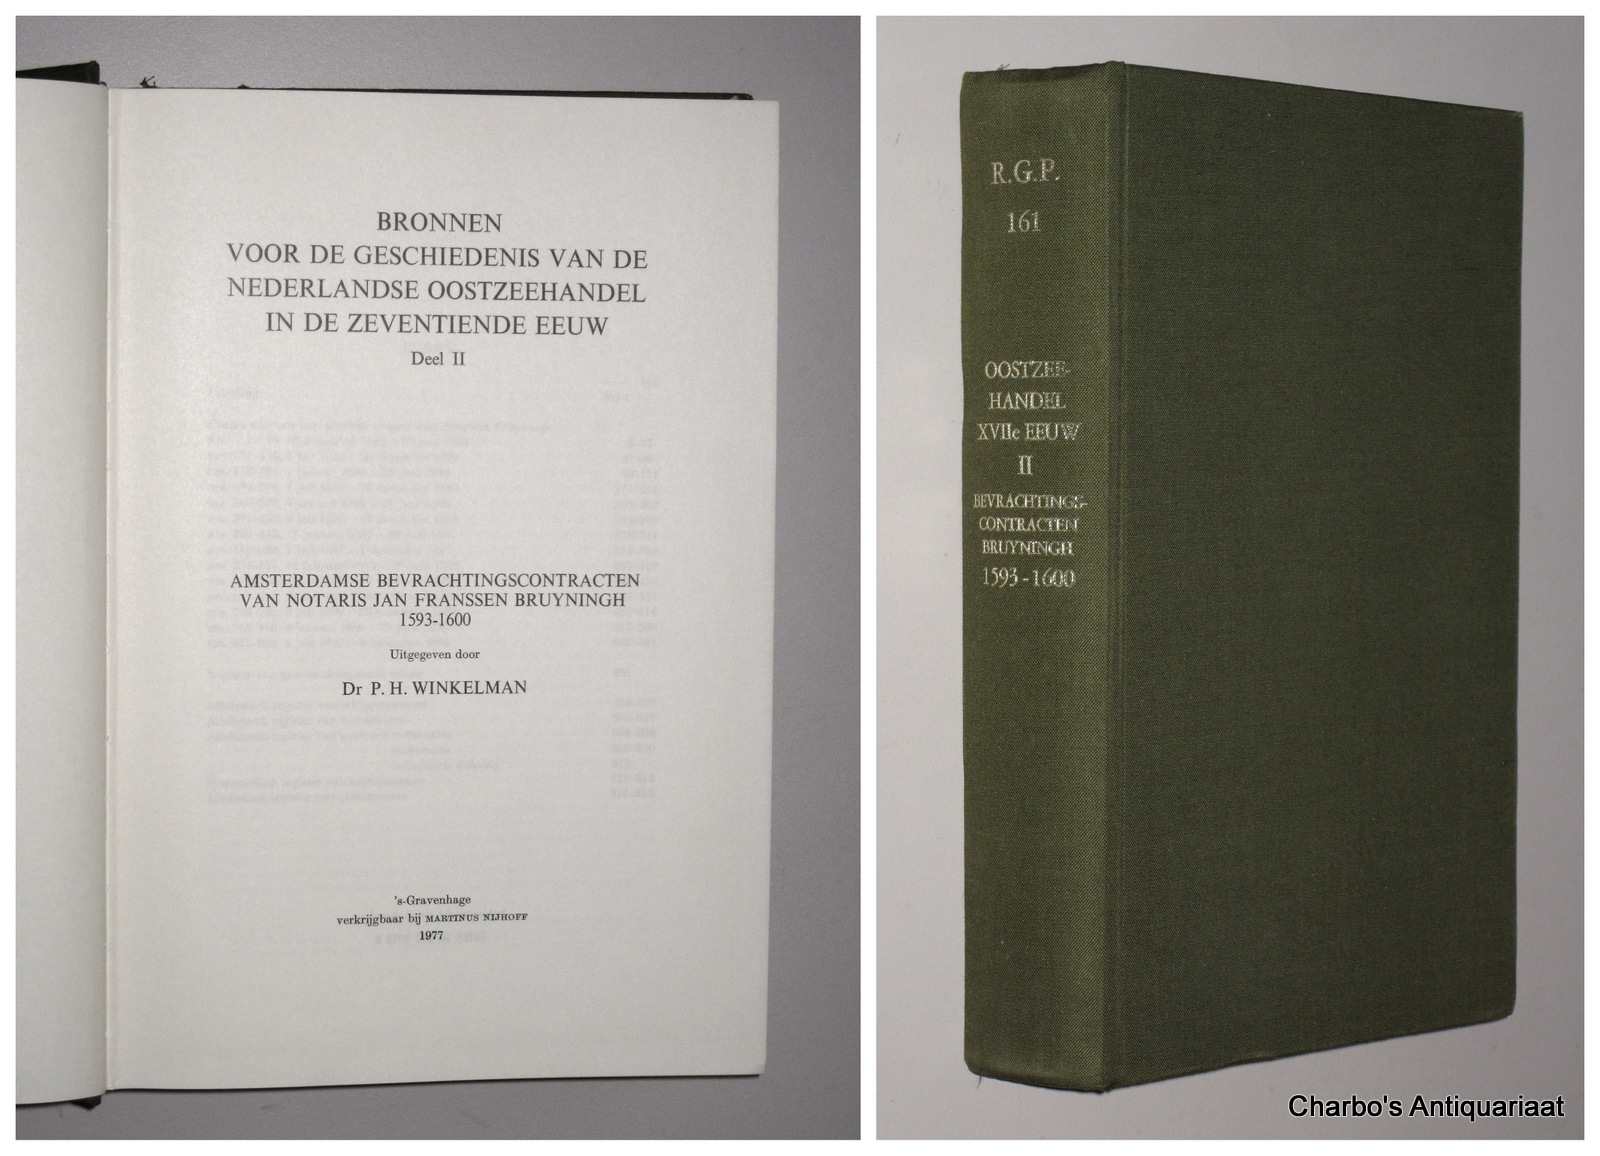 BRONNEN
VOOR DE GESCHIEDENIS VAN DE
NEDERLANDSE OOSTZEEHANDEL
IN DE ZEVENTIENDE EEUW
Deel II
AMSTERDAMSE BEVRACHTINGSCONTRACTEN
VAN NOTARIS JAN FRANSSEN BRUYNINGH
1593-1600
Uitgegeven door
Dr P. H. WINKELMAN
's-Gravenhage
verkrijgbaar bij MARTINUS NIJHOFF
1977
R.G.P.
161
OOSTZEE-
HANDEL
XVIIe EEUW
II
BEVRACHTINGS-
CONTRACTEN
BRUYNINGH
1593-1600
Charbo's Antiquariaat